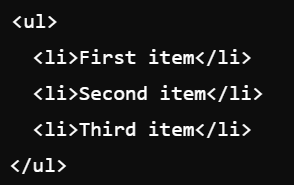 <ul>
  <li>First item</li>
  <li>Second item</li>
  <li>Third item</li>
</ul>